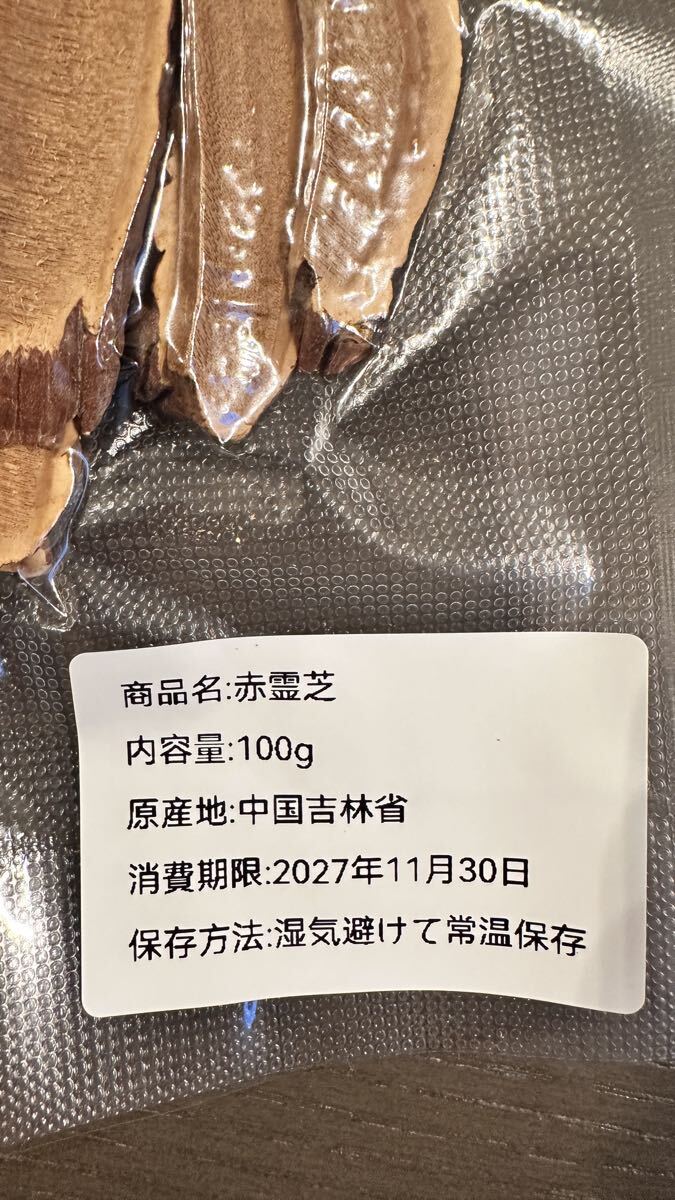 商品名:赤霊芝
内容量:100g
原産地:中国吉林省
消費期限:2027年11月30日
保存方法:湿気避けて常温保存